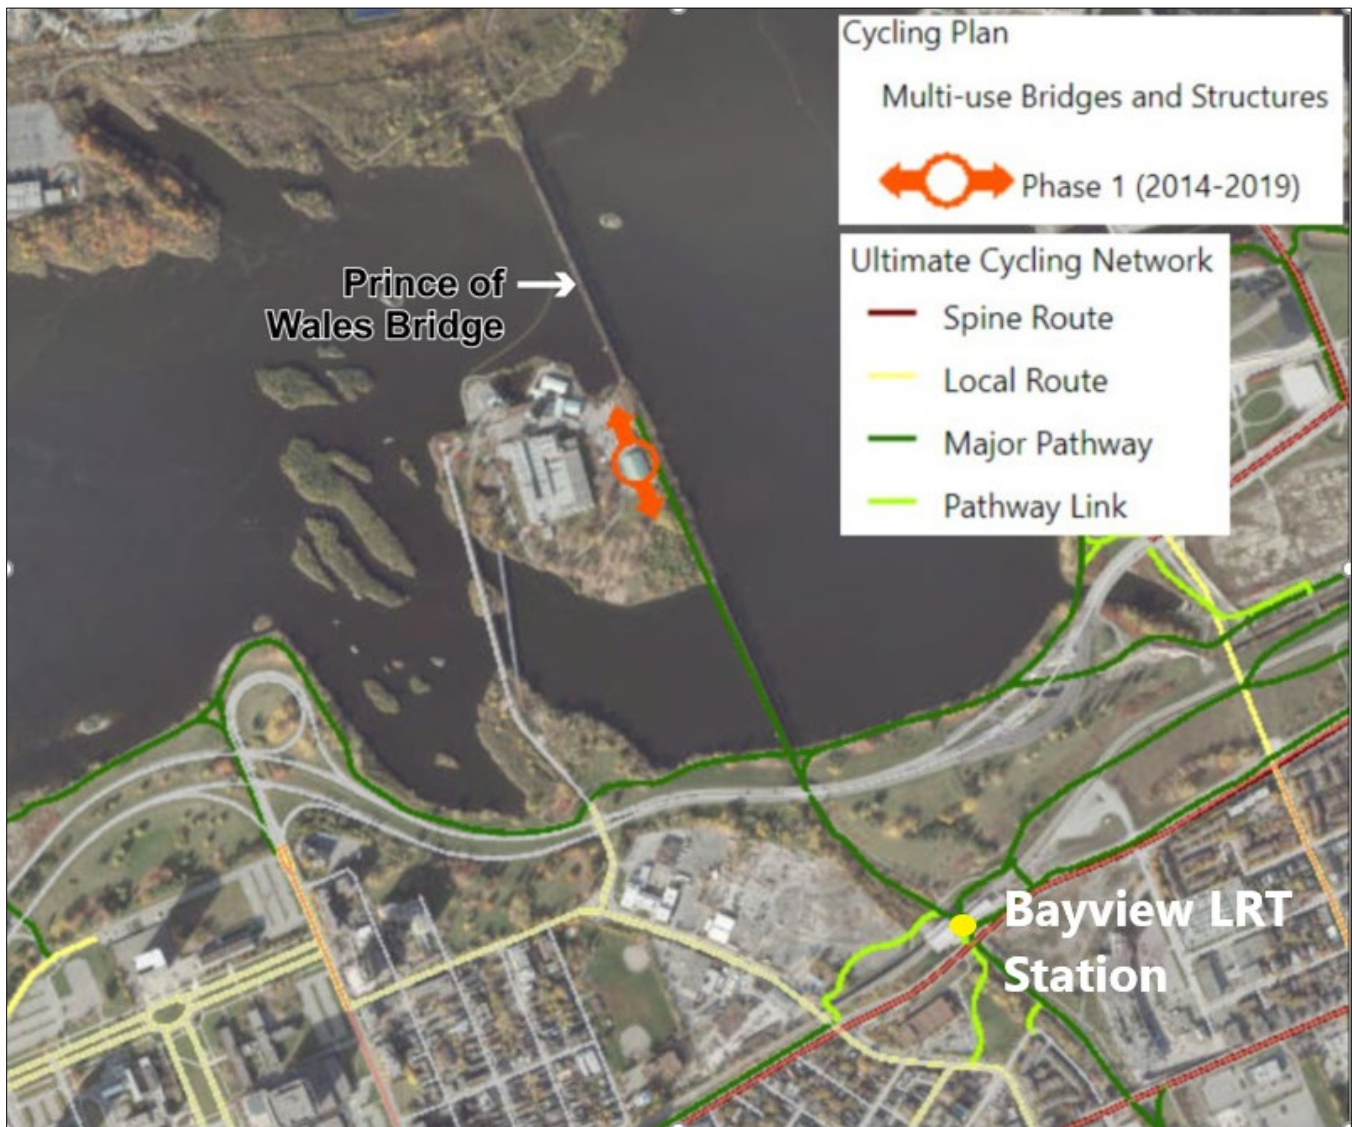 Cycling Plan
Multi-use Bridges and Structures
Phase 1 (2014-2019)
Ultimate Cycling Network
Spine Route
Local Route
Major Pathway
Pathway Link
Prince of
Wales Bridge
Bayview LRT
Station